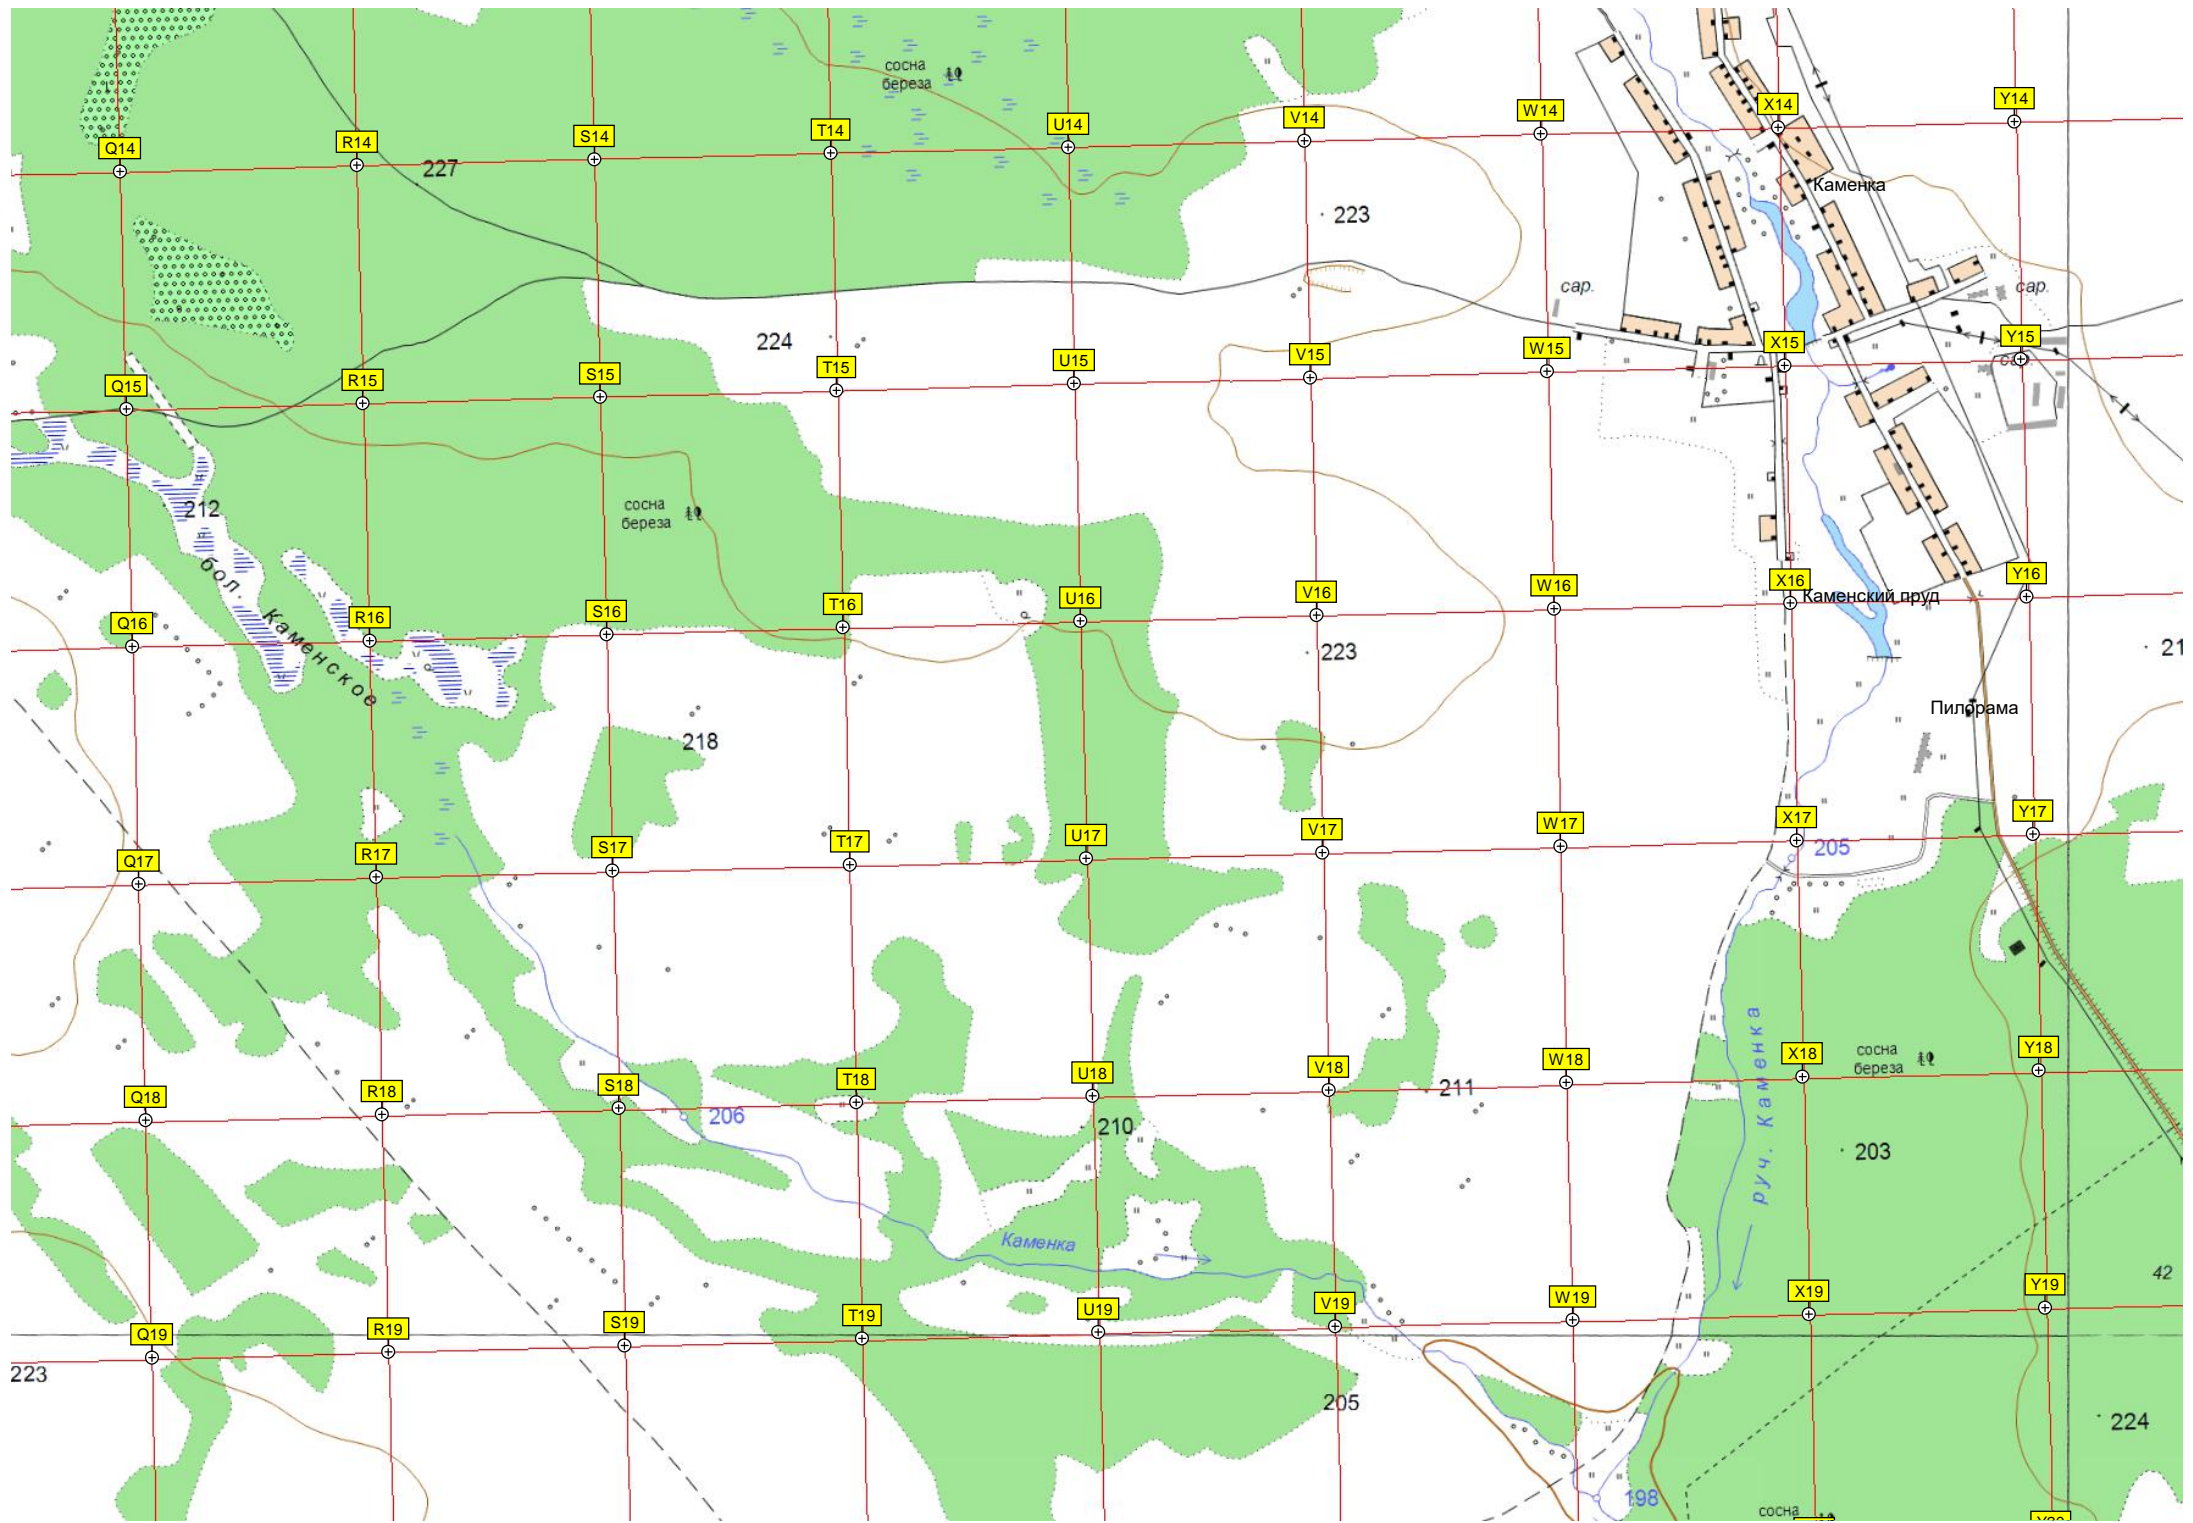 сосна
береза
Q14
R14
S14
T14
U14
V14
W14
X14
Y14
227
Каменка
223
сар.
сар.
224
Q15
R15
S15
T15
U15
V15
W15
X15
Y15
сосна
береза
212
бол. Каменское
Q16
R16
S16
T16
U16
V16
W16
X16
Y16
Каменский пруд
223
21
Пилорама
218
Q17
R17
S17
T17
U17
V17
W17
X17
Y17
205
руч. Каменка
сосна
береза
Q18
R18
S18
T18
U18
V18
W18
X18
Y18
206
210
211
203
Каменка
42
Q19
R19
S19
T19
U19
V19
W19
X19
Y19
223
205
224
198
сосна